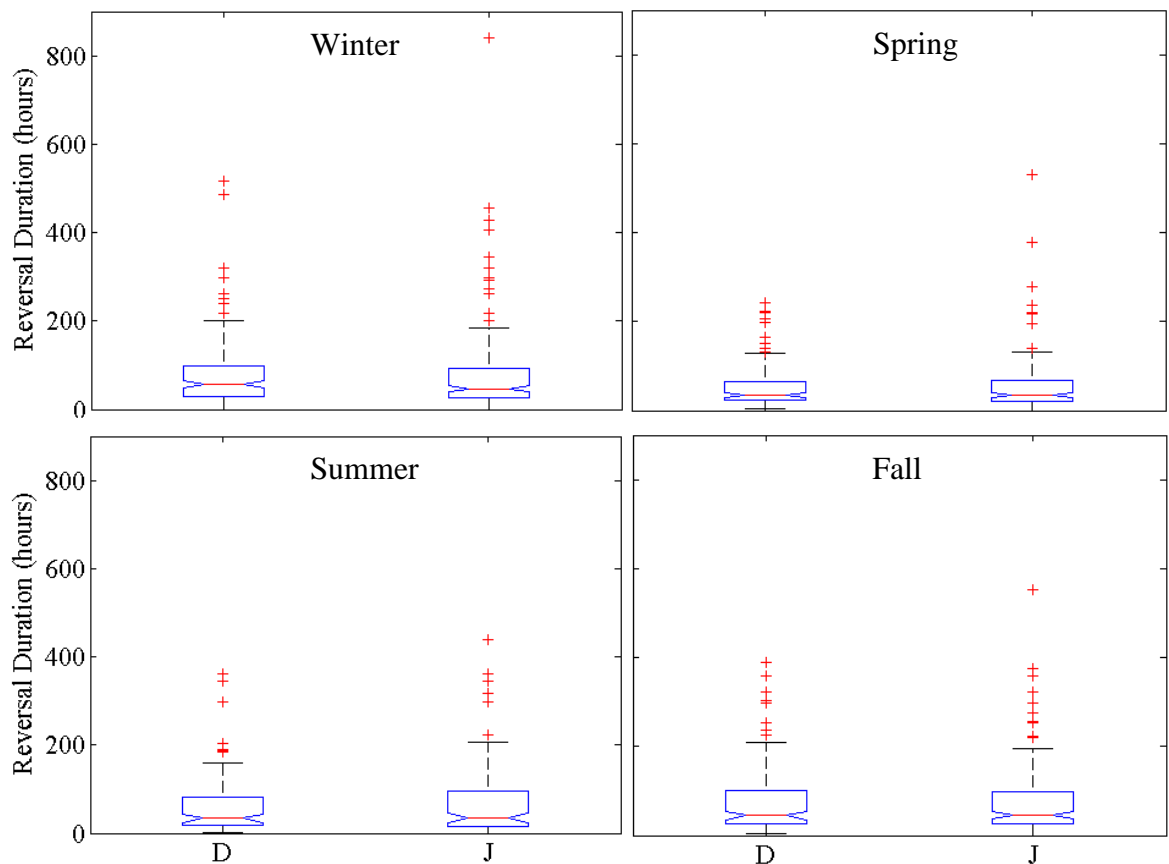 Winter
Spring
800
600
400
200
0
Reversal Duration (hours)
Summer
Fall
800
600
400
200
0
Reversal Duration (hours)
D
J
D
J